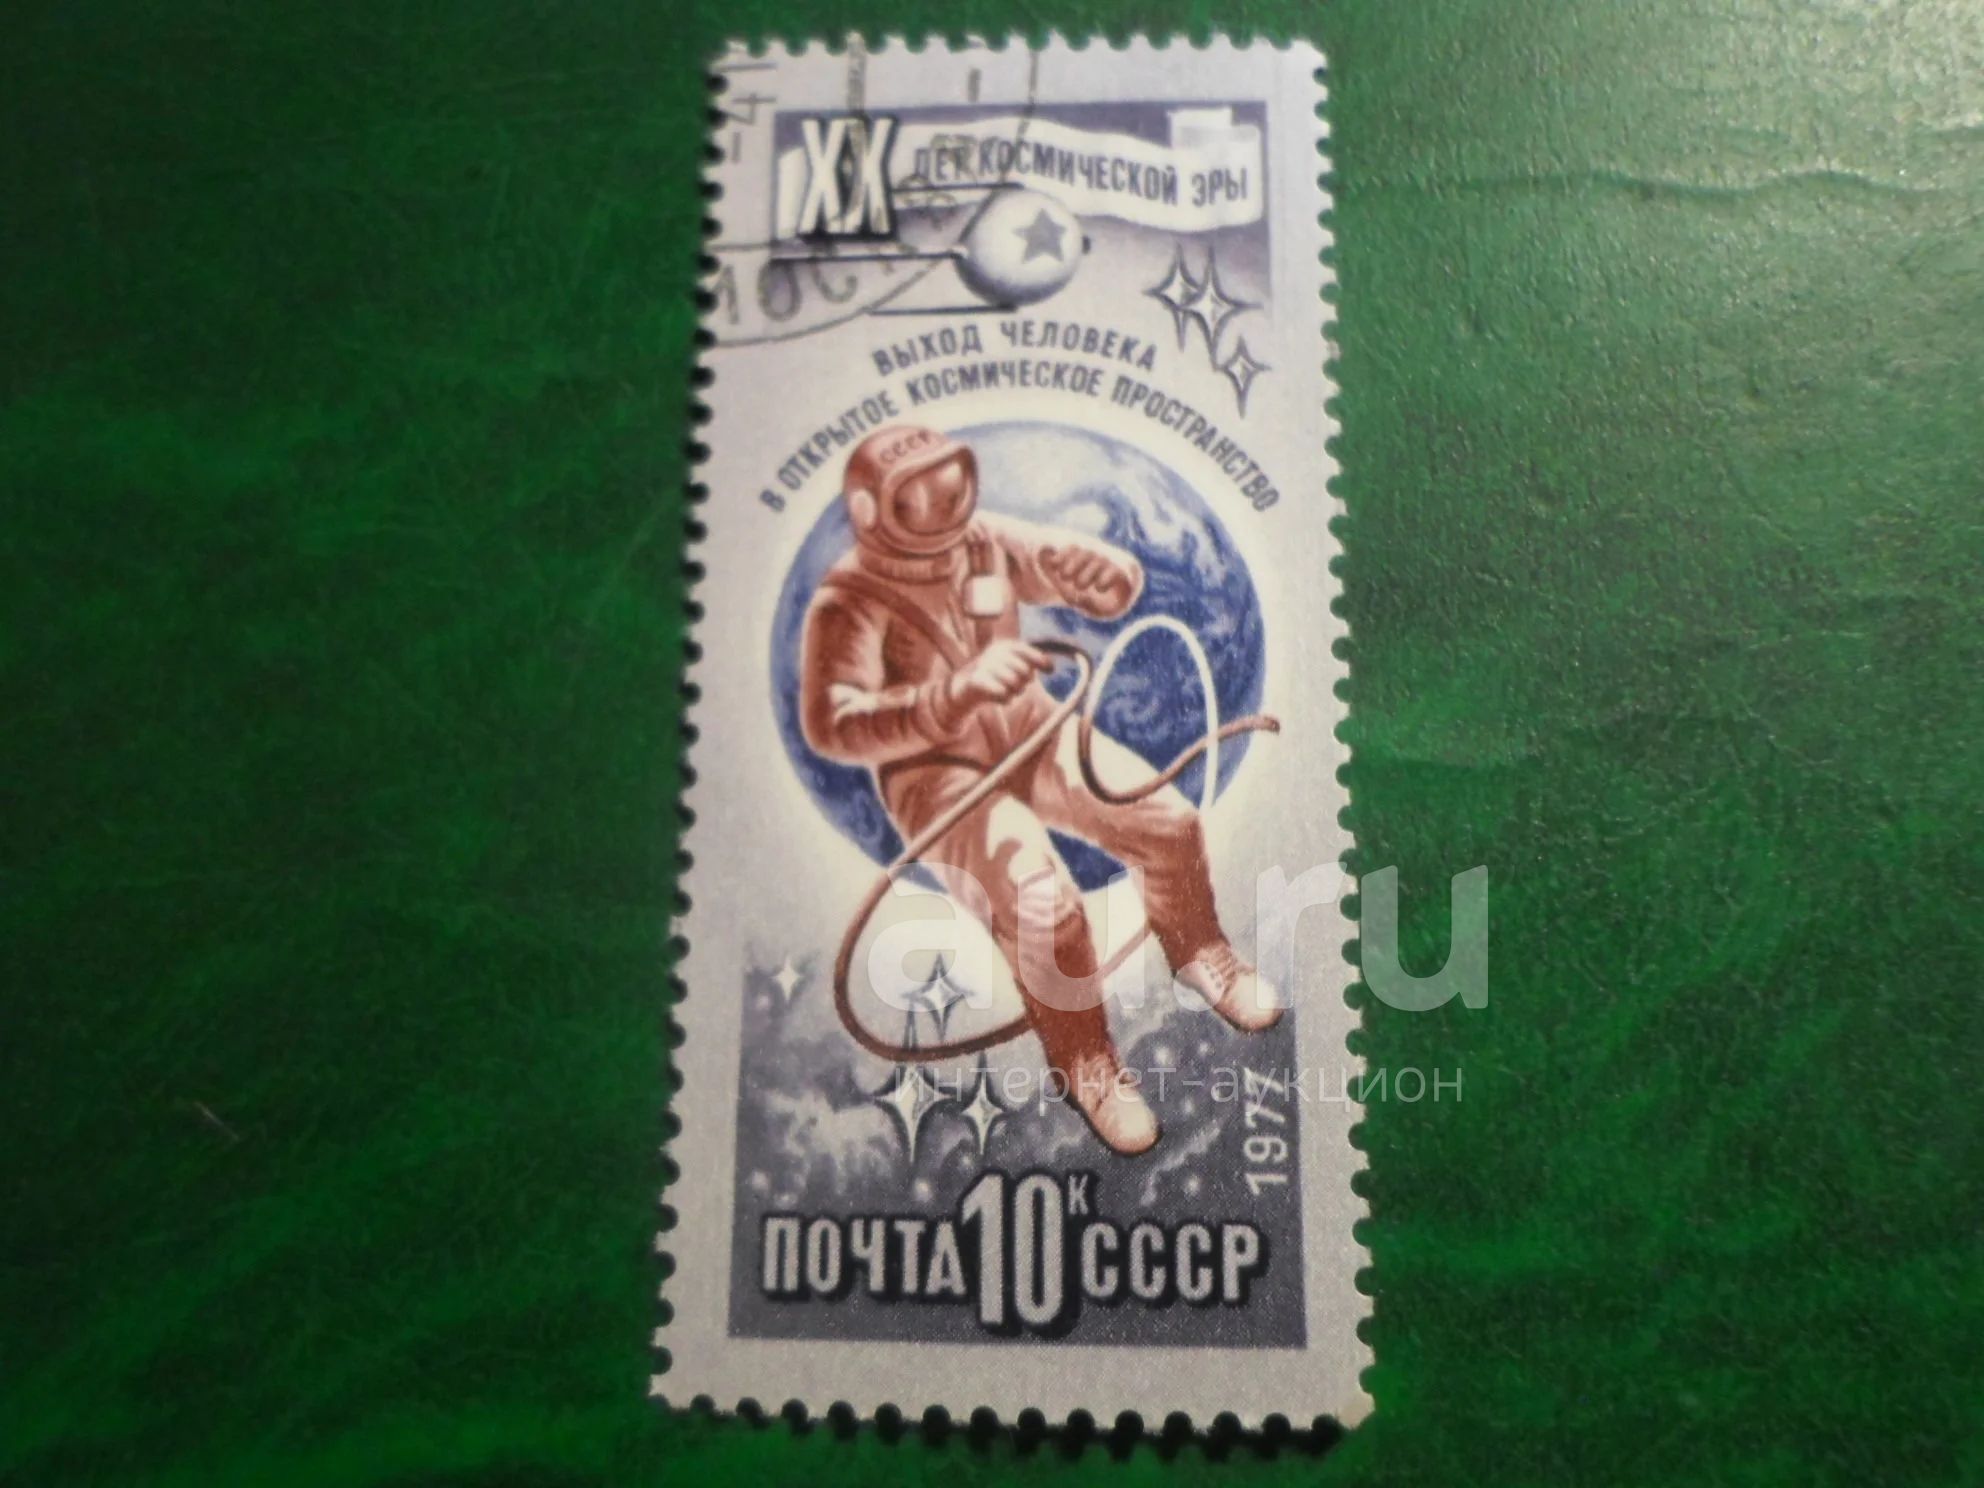 XX ЛЕТ КОСМИЧЕСКОЙ ЭРЫ
ВЫХОД ЧЕЛОВЕКА
В ОТКРЫТОЕ КОСМИЧЕСКОЕ ПРОСТРАНСТВО
СССР
au.ru
интернет-аукцион
1977
ПОЧТА 10К СССР